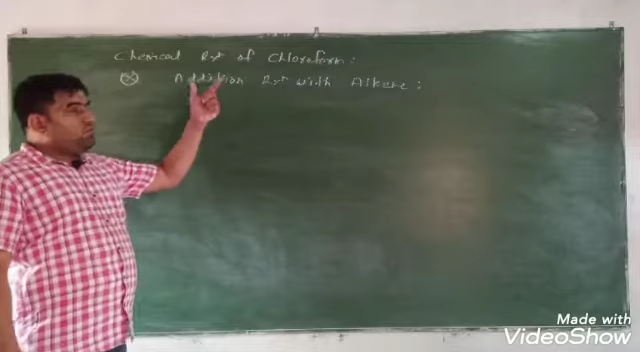 Chemical Rxn of Chloroform:
Addition Rxn with Alkene:
Made with
VideoShow